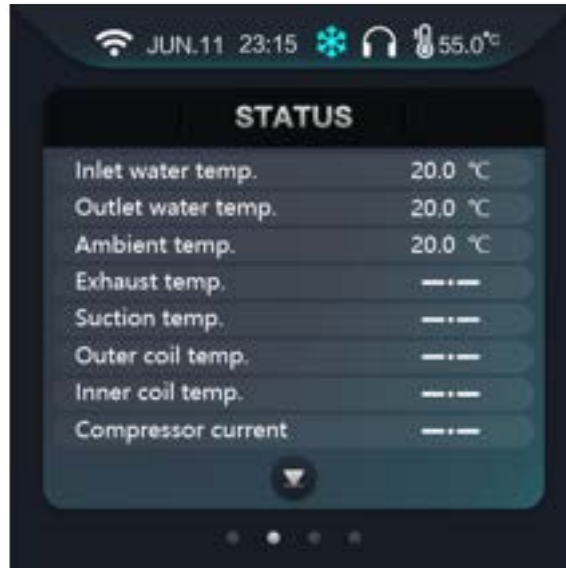 JUN.11 23:15 55.0℃
STATUS
Inlet water temp. 20.0 ℃
Outlet water temp. 20.0 ℃
Ambient temp. 20.0 ℃
Exhaust temp. —·—
Suction temp. —·—
Outer coil temp. —·—
Inner coil temp. —·—
Compressor current —·—